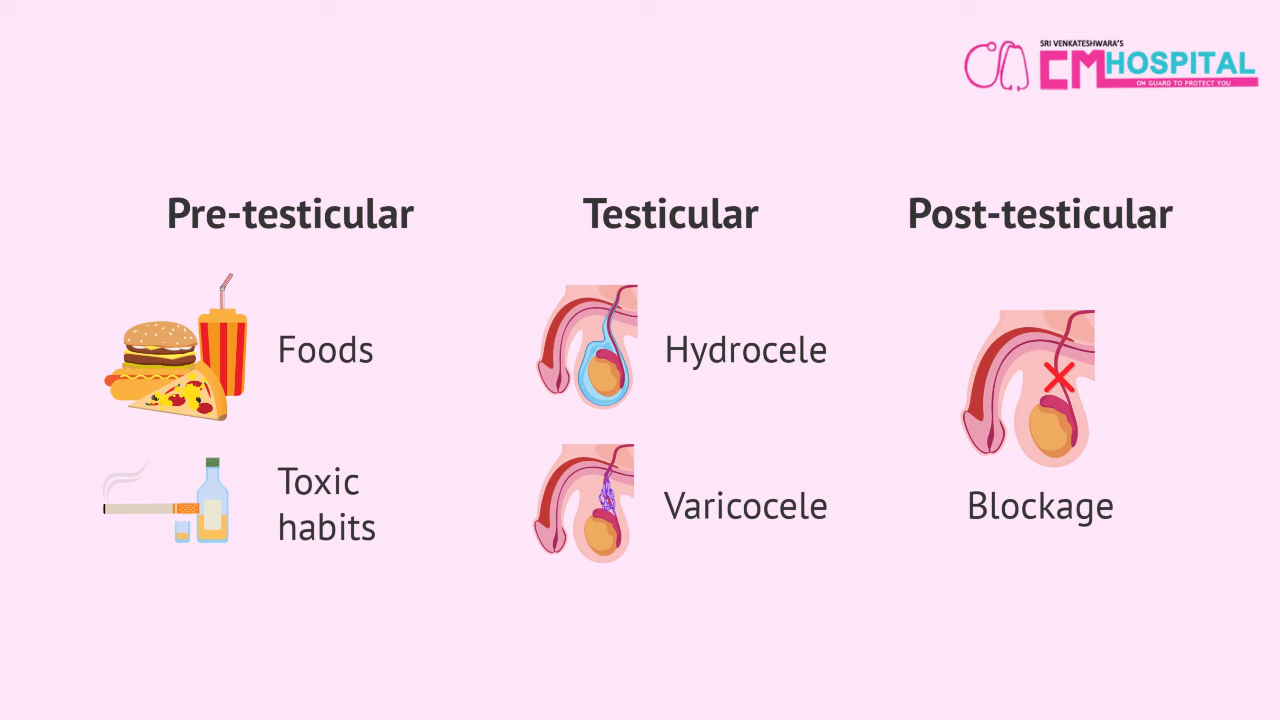 SRI VENKATESHWARA'S
CM HOSPITAL
ON GUARD TO PROTECT YOU
Pre-testicular
Testicular
Post-testicular
Foods
Hydrocele
Toxic
habits
Varicocele
Blockage